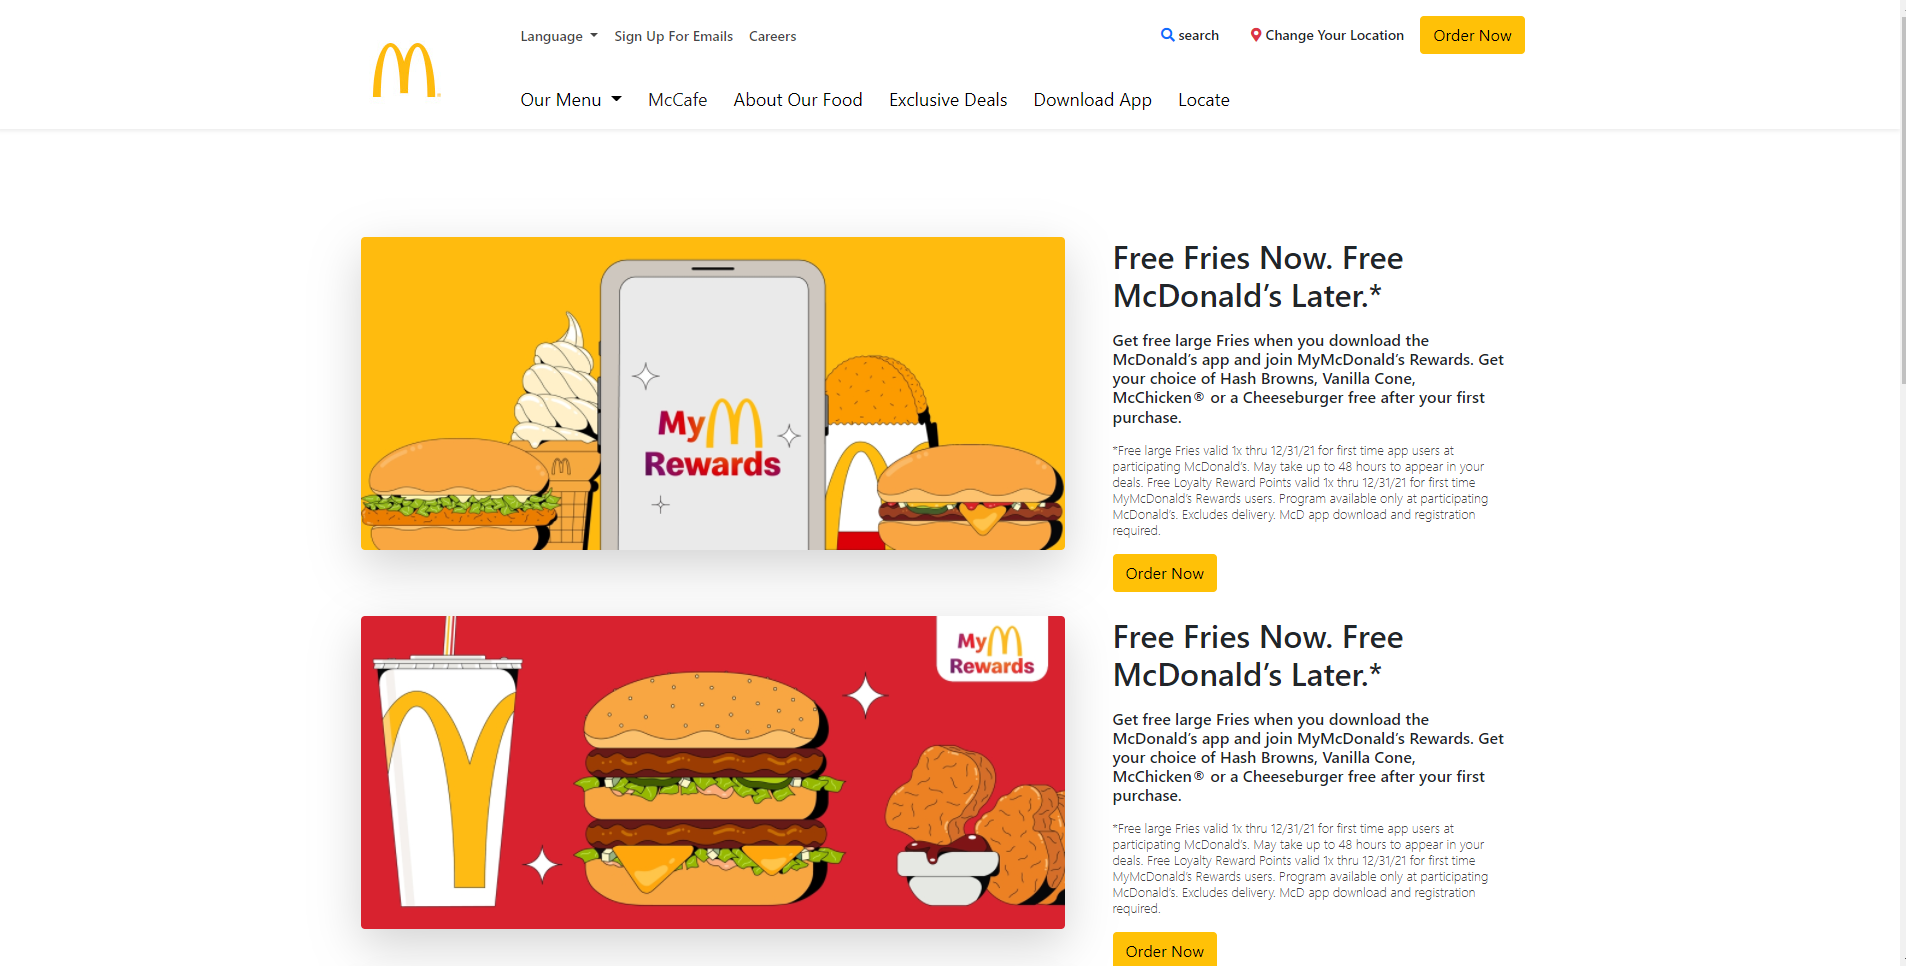 Language
Sign Up For Emails
Careers
search
Change Your Location
Order Now
Our Menu
McCafe
About Our Food
Exclusive Deals
Download App
Locate
My
Rewards
Free Fries Now. Free
McDonald’s Later.*
Get free large Fries when you download the
McDonald’s app and join MyMcDonald’s Rewards. Get
your choice of Hash Browns, Vanilla Cone,
McChicken® or a Cheeseburger free after your first
purchase.
*Free large Fries valid 1x thru 12/31/21 for first time app users at
participating McDonald’s. May take up to 48 hours to appear in your
deals. Free Loyalty Reward Points valid 1x thru 12/31/21 for first time
MyMcDonald’s Rewards users. Program available only at participating
McDonald’s. Excludes delivery. McD app download and registration
required.
Order Now
My
Rewards
Free Fries Now. Free
McDonald’s Later.*
Get free large Fries when you download the
McDonald’s app and join MyMcDonald’s Rewards. Get
your choice of Hash Browns, Vanilla Cone,
McChicken® or a Cheeseburger free after your first
purchase.
*Free large Fries valid 1x thru 12/31/21 for first time app users at
participating McDonald’s. May take up to 48 hours to appear in your
deals. Free Loyalty Reward Points valid 1x thru 12/31/21 for first time
MyMcDonald’s Rewards users. Program available only at participating
McDonald’s. Excludes delivery. McD app download and registration
required.
Order Now